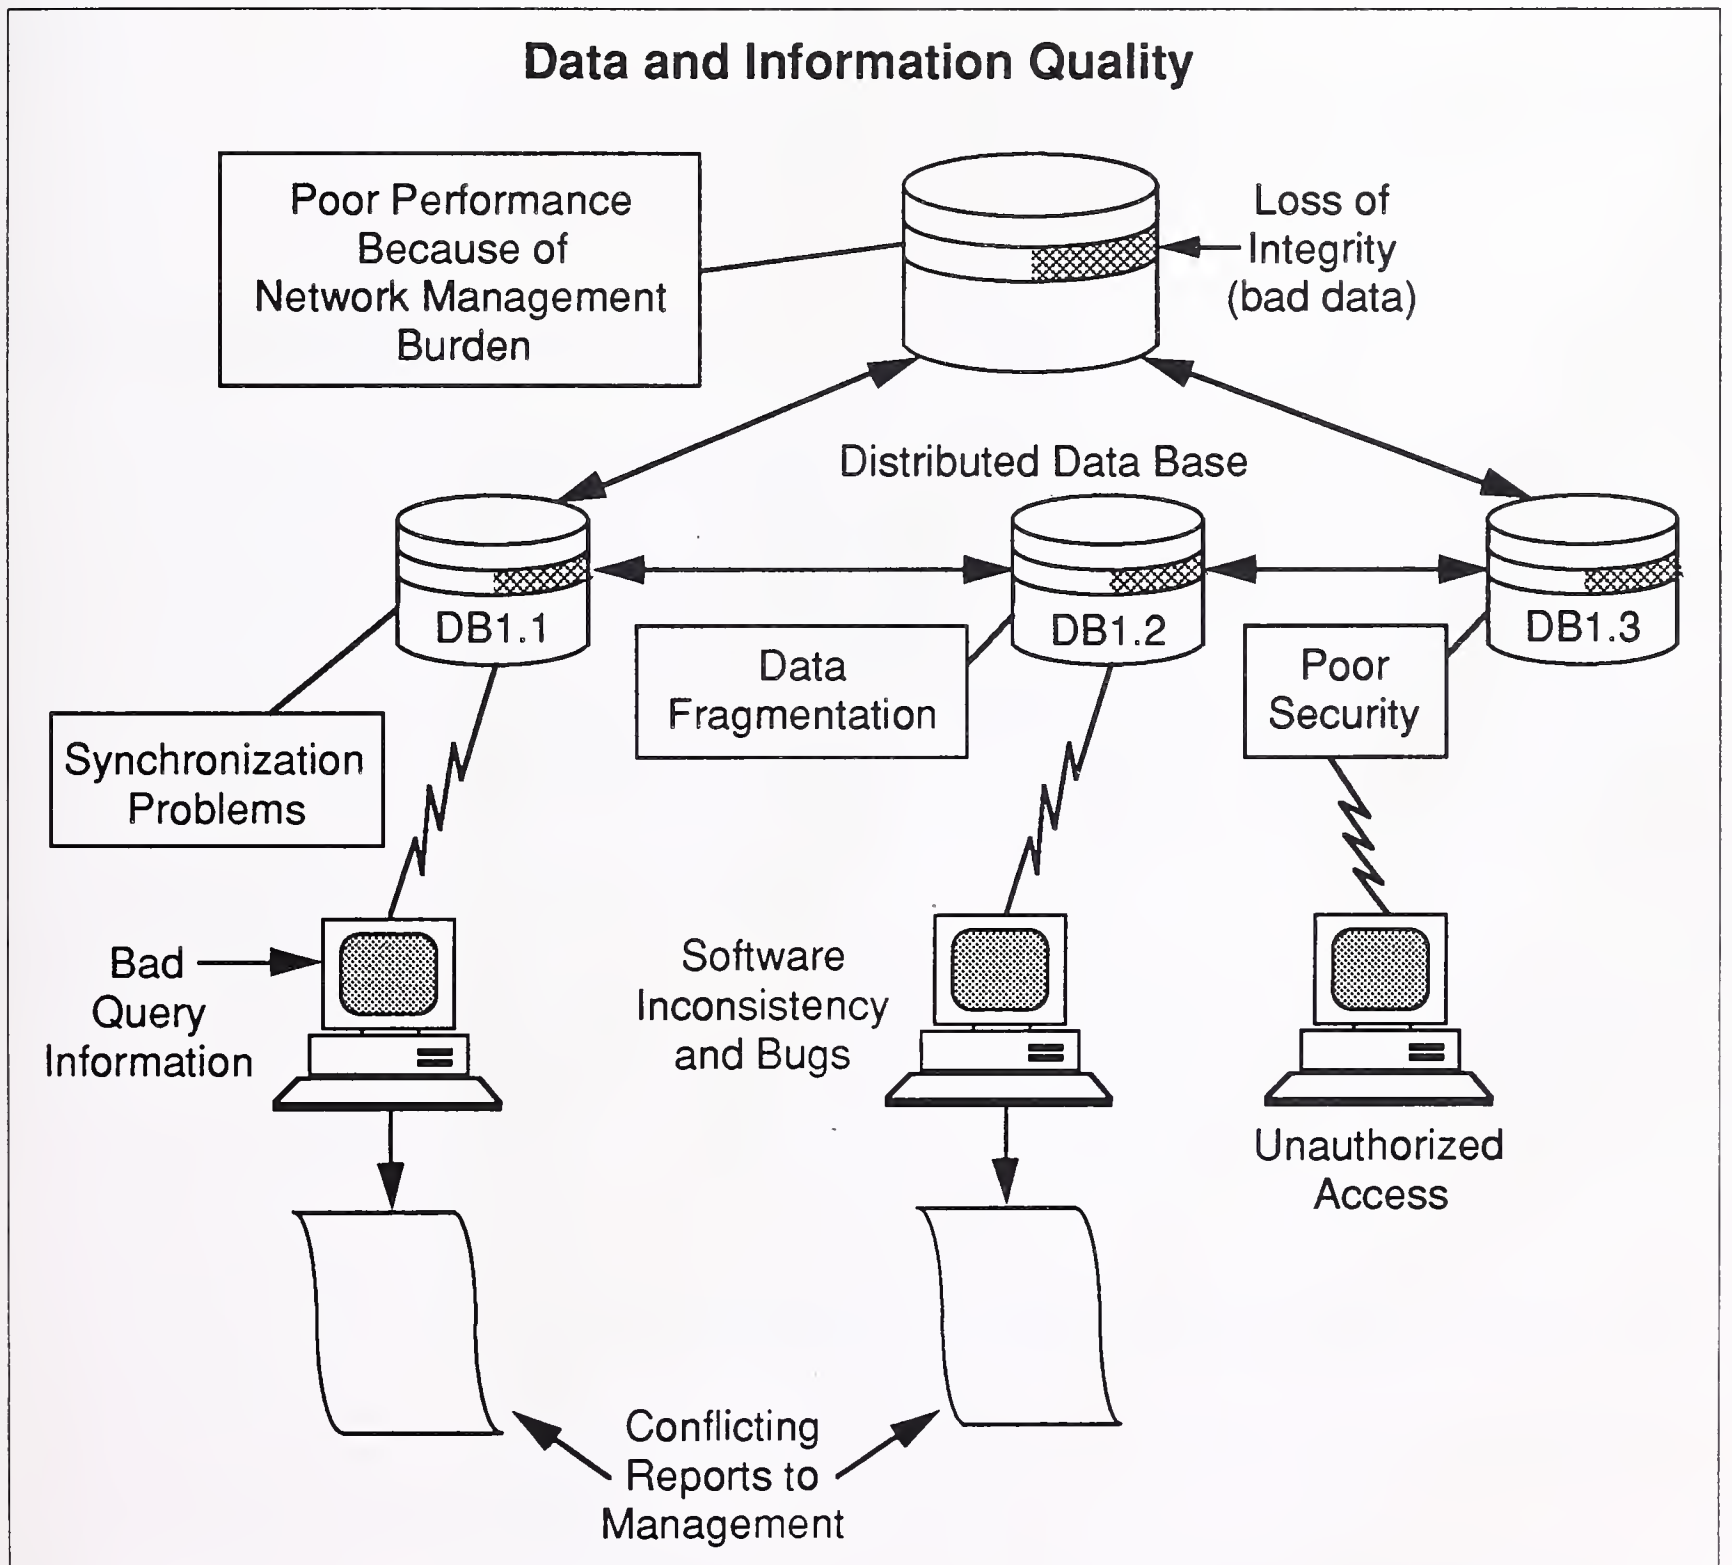 Data and Information Quality
Poor Performance
Because of
Network Management
Burden
Loss of
Integrity
(bad data)
Distributed Data Base
DB1.1
DB1.2
DB1.3
Synchronization
Problems
Data
Fragmentation
Poor
Security
Bad
Query
Information
Software
Inconsistency
and Bugs
Unauthorized
Access
Conflicting
Reports to
Management